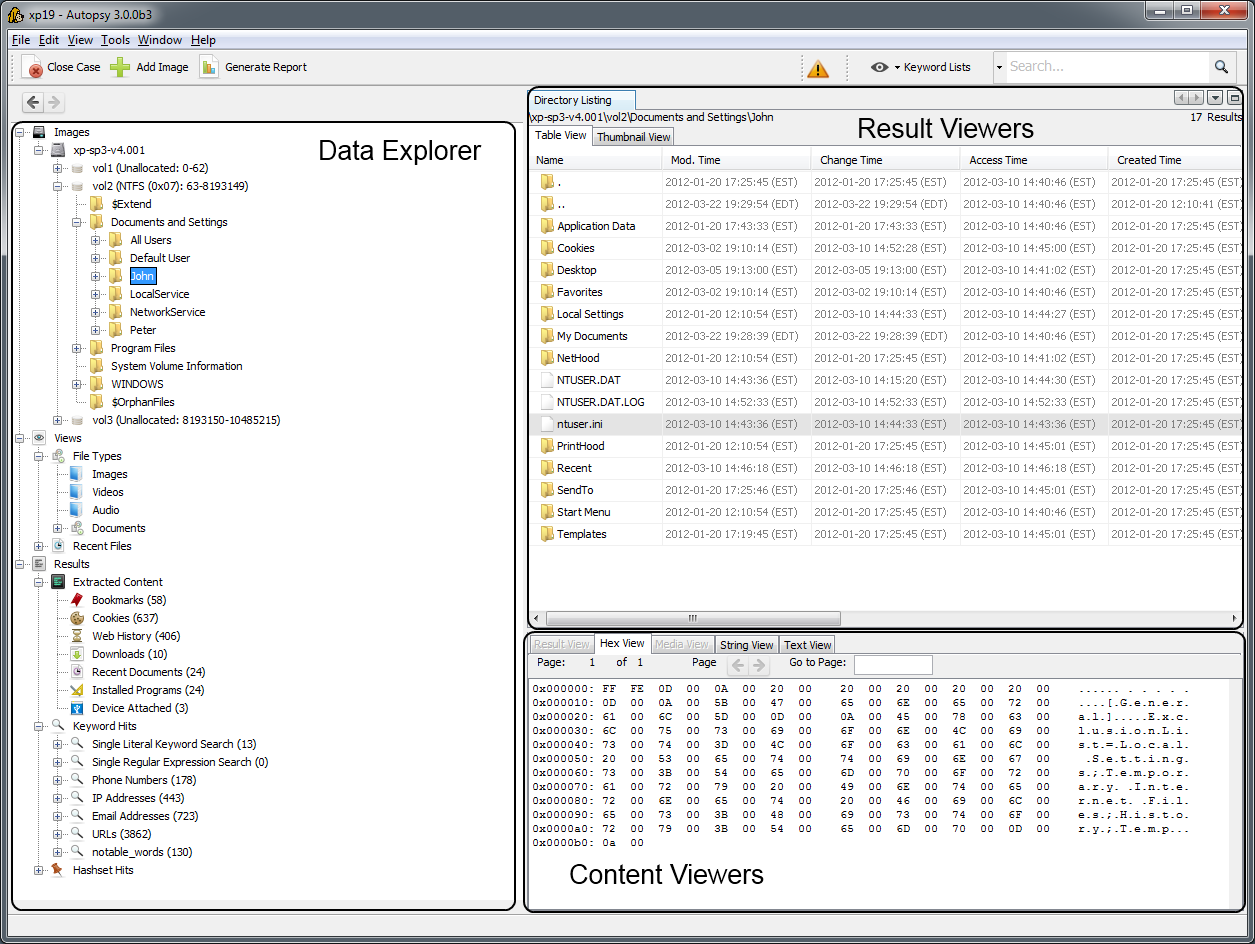 xp19 - Autopsy 3.0.0b3
File Edit View Tools Window Help
Close Case Add Image Generate Report Keyword Lists Search...
Data Explorer
Images
xp-sp3-v4.001
vol1 (Unallocated: 0-62)
vol2 (NTFS (0x07): 63-8193149)
$Extend
Documents and Settings
All Users
Default User
John
LocalService
NetworkService
Peter
Program Files
System Volume Information
WINDOWS
$OrphanFiles
vol3 (Unallocated: 8193150-10485215)
Views
File Types
Images
Videos
Audio
Documents
Recent Files
Results
Extracted Content
Bookmarks (58)
Cookies (637)
Web History (406)
Downloads (10)
Recent Documents (24)
Installed Programs (24)
Device Attached (3)
Keyword Hits
Single Literal Keyword Search (13)
Single Regular Expression Search (0)
Phone Numbers (178)
IP Addresses (443)
Email Addresses (723)
URLs (3862)
notable_words (130)
Hashset Hits
Directory Listing
\xp-sp3-v4.001\vol2\Documents and Settings\John 17 Results
Table View Thumbnail View
Result Viewers
Name Mod. Time Change Time Access Time Created Time
. 2012-01-20 17:25:45 (EST) 2012-01-20 17:25:45 (EST) 2012-03-10 14:40:46 (EST) 2012-01-20 17:25:45 (EST)
.. 2012-03-22 19:29:54 (EDT) 2012-03-22 19:29:54 (EDT) 2012-03-10 14:40:46 (EST) 2012-01-20 12:10:41 (EST)
Application Data 2012-01-20 17:43:33 (EST) 2012-01-20 17:43:33 (EST) 2012-03-10 14:40:46 (EST) 2012-01-20 17:25:45 (EST)
Cookies 2012-03-02 19:10:14 (EST) 2012-03-10 14:52:28 (EST) 2012-03-10 14:45:00 (EST) 2012-01-20 17:25:45 (EST)
Desktop 2012-03-05 19:13:00 (EST) 2012-03-05 19:13:00 (EST) 2012-03-10 14:41:02 (EST) 2012-01-20 17:25:45 (EST)
Favorites 2012-03-02 19:10:14 (EST) 2012-03-02 19:10:14 (EST) 2012-03-10 14:40:46 (EST) 2012-01-20 17:25:45 (EST)
Local Settings 2012-01-20 12:10:54 (EST) 2012-03-10 14:44:33 (EST) 2012-03-10 14:44:27 (EST) 2012-01-20 17:25:45 (EST)
My Documents 2012-03-22 19:28:39 (EDT) 2012-03-22 19:28:39 (EDT) 2012-03-10 14:40:46 (EST) 2012-01-20 17:25:45 (EST)
NetHood 2012-01-20 12:10:54 (EST) 2012-01-20 17:25:45 (EST) 2012-03-10 14:41:02 (EST) 2012-01-20 17:25:45 (EST)
NTUSER.DAT 2012-03-10 14:43:36 (EST) 2012-03-10 14:15:20 (EST) 2012-03-10 14:44:30 (EST) 2012-01-20 17:25:45 (EST)
NTUSER.DAT.LOG 2012-03-10 14:52:33 (EST) 2012-03-10 14:52:33 (EST) 2012-03-10 14:52:33 (EST) 2012-01-20 17:25:45 (EST)
ntuser.ini 2012-03-10 14:43:36 (EST) 2012-03-10 14:44:33 (EST) 2012-03-10 14:43:36 (EST) 2012-01-20 17:25:45 (EST)
PrintHood 2012-01-20 12:10:54 (EST) 2012-01-20 17:25:45 (EST) 2012-03-10 14:40:46 (EST) 2012-01-20 17:25:45 (EST)
Recent 2012-03-10 14:46:18 (EST) 2012-03-10 14:46:18 (EST) 2012-03-10 14:46:18 (EST) 2012-01-20 17:25:45 (EST)
SendTo 2012-01-20 17:25:46 (EST) 2012-01-20 17:25:46 (EST) 2012-03-10 14:45:01 (EST) 2012-01-20 17:25:45 (EST)
Start Menu 2012-01-20 12:10:54 (EST) 2012-01-20 17:25:45 (EST) 2012-03-10 14:40:46 (EST) 2012-01-20 17:25:45 (EST)
Templates 2012-01-20 17:19:45 (EST) 2012-01-20 17:25:45 (EST) 2012-03-10 14:45:01 (EST) 2012-01-20 17:25:45 (EST)
Result View Hex View Media View String View Text View
Page: 1 of 1 Page Go to Page:
0x000000: FF FE 0D 00 0A 00 20 00 20 00 20 00 20 00 20 00 ...... . . . . .
0x000010: 0D 00 0A 00 5B 00 47 00 65 00 6E 00 65 00 72 00 ....[.G.e.n.e.r.
0x000020: 61 00 6C 00 5D 00 0D 00 0A 00 45 00 78 00 63 00 a.l.].....E.x.c.
0x000030: 6C 00 75 00 73 00 69 00 6F 00 6E 00 4C 00 69 00 l.u.s.i.o.n.L.i.
0x000040: 73 00 74 00 3D 00 4C 00 6F 00 63 00 61 00 6C 00 s.t.=.L.o.c.a.l.
0x000050: 20 00 53 00 65 00 74 00 74 00 69 00 6E 00 67 00 .S.e.t.t.i.n.g.
0x000060: 73 00 3B 00 54 00 65 00 6D 00 70 00 6F 00 72 00 s.;.T.e.m.p.o.r.
0x000070: 61 00 72 00 79 00 20 00 49 00 6E 00 74 00 65 00 a.r.y. .I.n.t.e.
0x000080: 72 00 6E 00 65 00 74 00 20 00 46 00 69 00 6C 00 r.n.e.t. .F.i.l.
0x000090: 65 00 73 00 3B 00 48 00 69 00 73 00 74 00 6F 00 e.s.;.H.i.s.t.o.
0x0000a0: 72 00 79 00 3B 00 54 00 65 00 6D 00 70 00 0D 00 r.y.;.T.e.m.p...
0x0000b0: 0a 00
Content Viewers